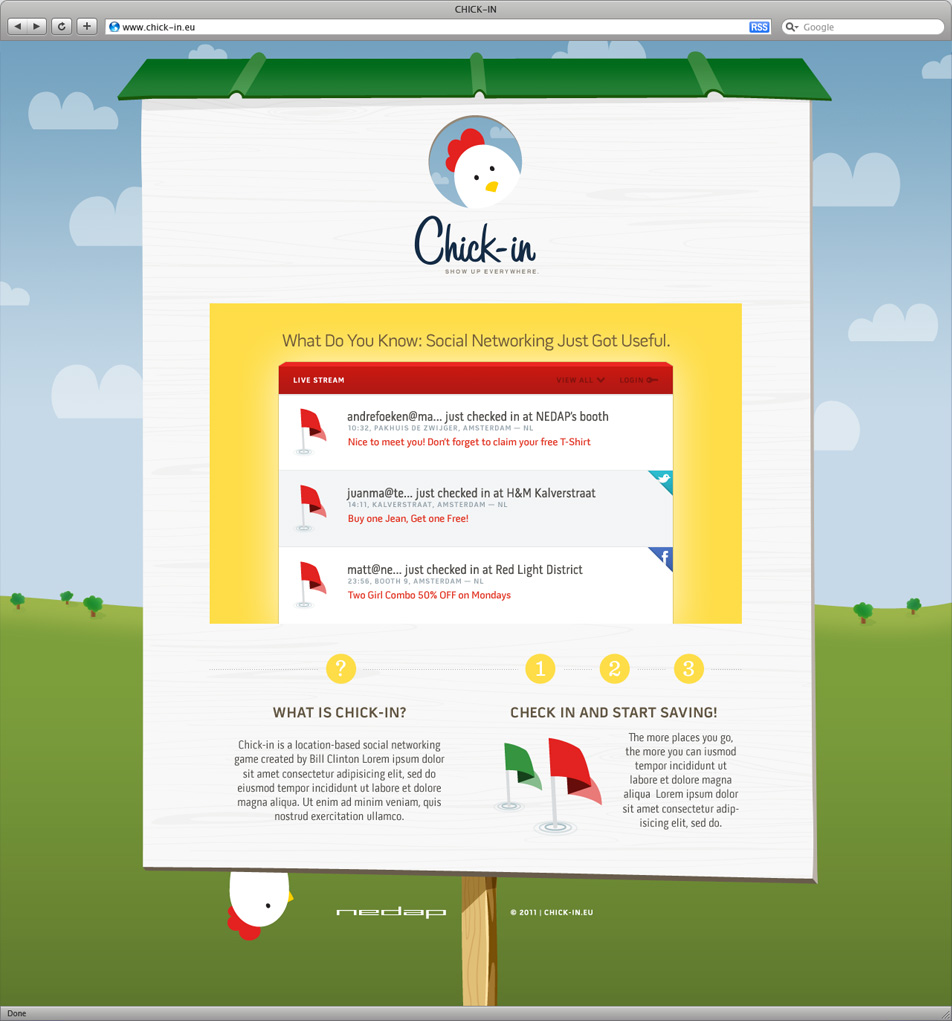 CHICK-IN
www.chick-in.eu
RSS
Google
Chick-in
SHOW UP EVERYWHERE.
What Do You Know: Social Networking Just Got Useful.
LIVE STREAM
VIEW ALL
LOGIN
andrefoeken@ma... just checked in at NEDAP's booth
10:32, PAKHUIS DE ZWIJGER, AMSTERDAM — NL
Nice to meet you! Don't forget to claim your free T-Shirt
juanma@te... just checked in at H&M Kalverstraat
14:11, KALVERSTRAAT, AMSTERDAM — NL
Buy one Jean, Get one Free!
f
matt@ne... just checked in at Red Light District
23:56, BOOTH 9, AMSTERDAM — NL
Two Girl Combo 50% OFF on Mondays
?
1 2 3
WHAT IS CHICK-IN?
Chick-in is a location-based social networking
game created by Bill Clinton Lorem ipsum dolor
sit amet consectetur adipisicing elit, sed do
eiusmod tempor incididunt ut labore et dolore
magna aliqua. Ut enim ad minim veniam, quis
nostrud exercitation ullamco.
CHECK IN AND START SAVING!
The more places you go,
the more you can iusmod
tempor incididunt ut
labore et dolore magna
aliqua Lorem ipsum dolor
sit amet consectetur adip-
isicing elit, sed do.
nedap
© 2011 | CHICK-IN.EU
Done